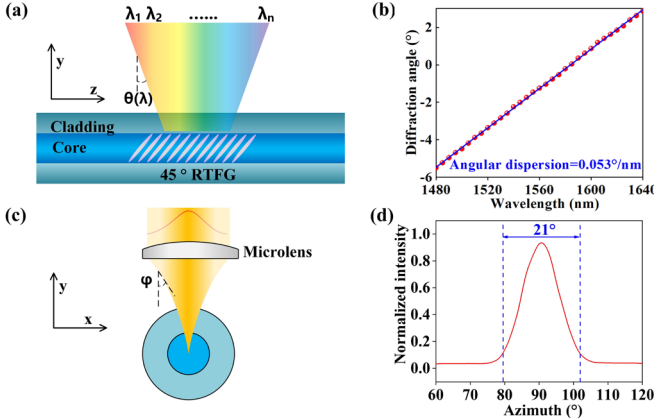 (a)
λ1 λ2 ...... λn
y
z
θ(λ)
Cladding
Core
45 ° RTFG
(b)
Diffraction angle (°)
4
2
0
-2
-4
-6
Angular dispersion=0.053°/nm
1480 1520 1560 1600 1640
Wavelength (nm)
(c)
Microlens
φ
y
x
(d)
Normalized intensity
1.0
0.8
0.6
0.4
0.2
0.0
21°
60 70 80 90 100 110 120
Azimuth (°)